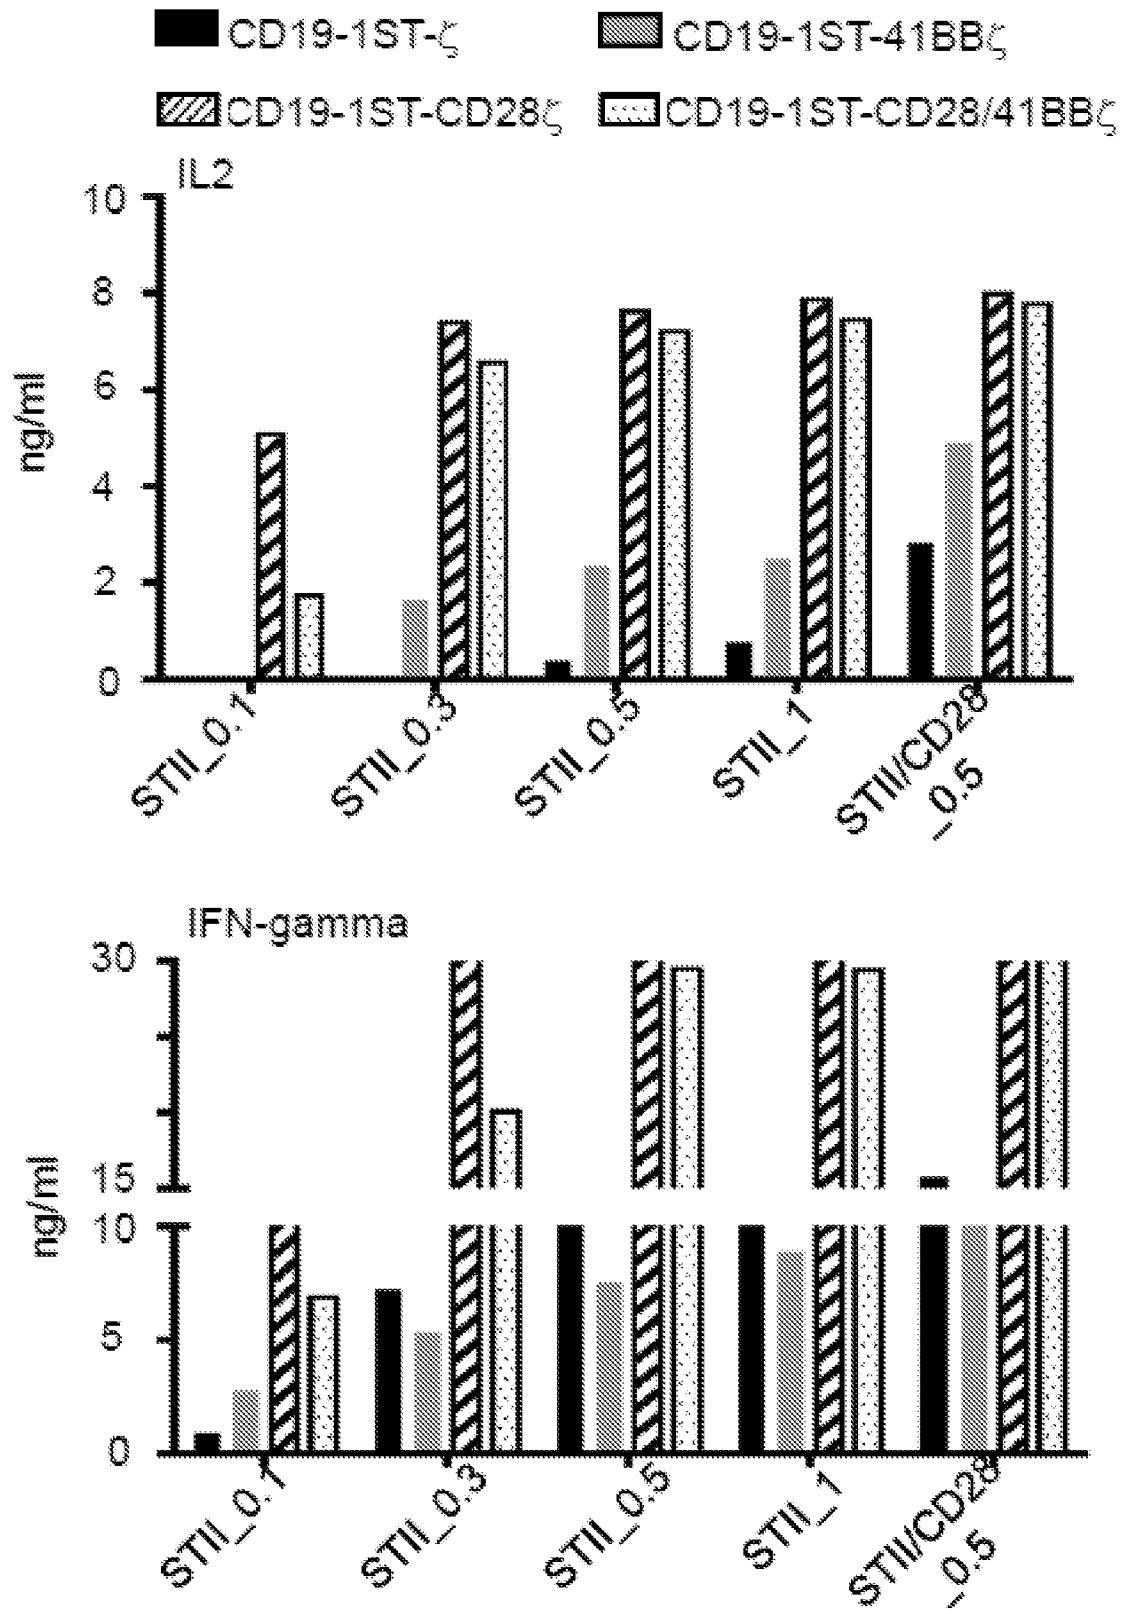 CD19-1ST-ζ CD19-1ST-41BBζ
CD19-1ST-CD28ζ CD19-1ST-CD28/41BBζ
IL2
10
8
6
4
2
0
ng/ml
STII_0.1
STII_0.3
STII_0.5
STII_1
STII/CD28
_0.5
IFN-gamma
30
15
10
5
0
ng/ml
STII_0.1
STII_0.3
STII_0.5
STII_1
STII/CD28
_0.5